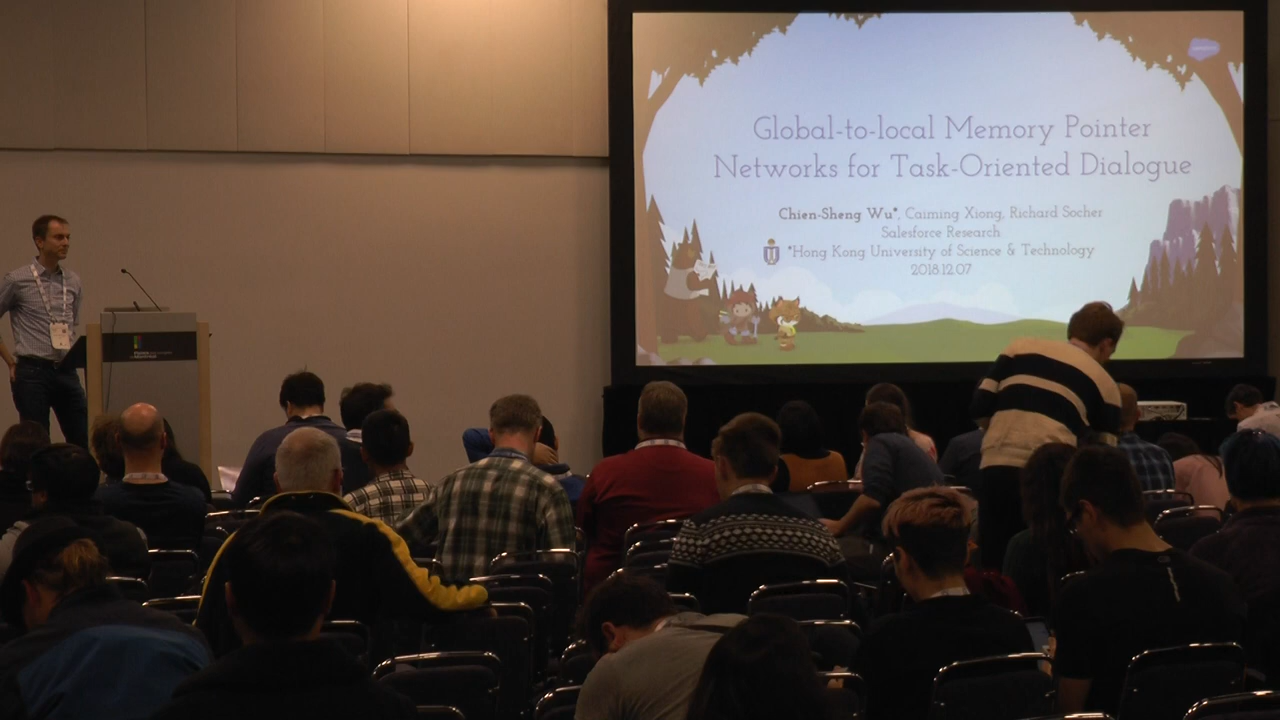 Global-to-local Memory Pointer
Networks for Task-Oriented Dialogue
Chien-Sheng Wu*, Caiming Xiong, Richard Socher
Salesforce Research
*Hong Kong University of Science & Technology
2018.12.07